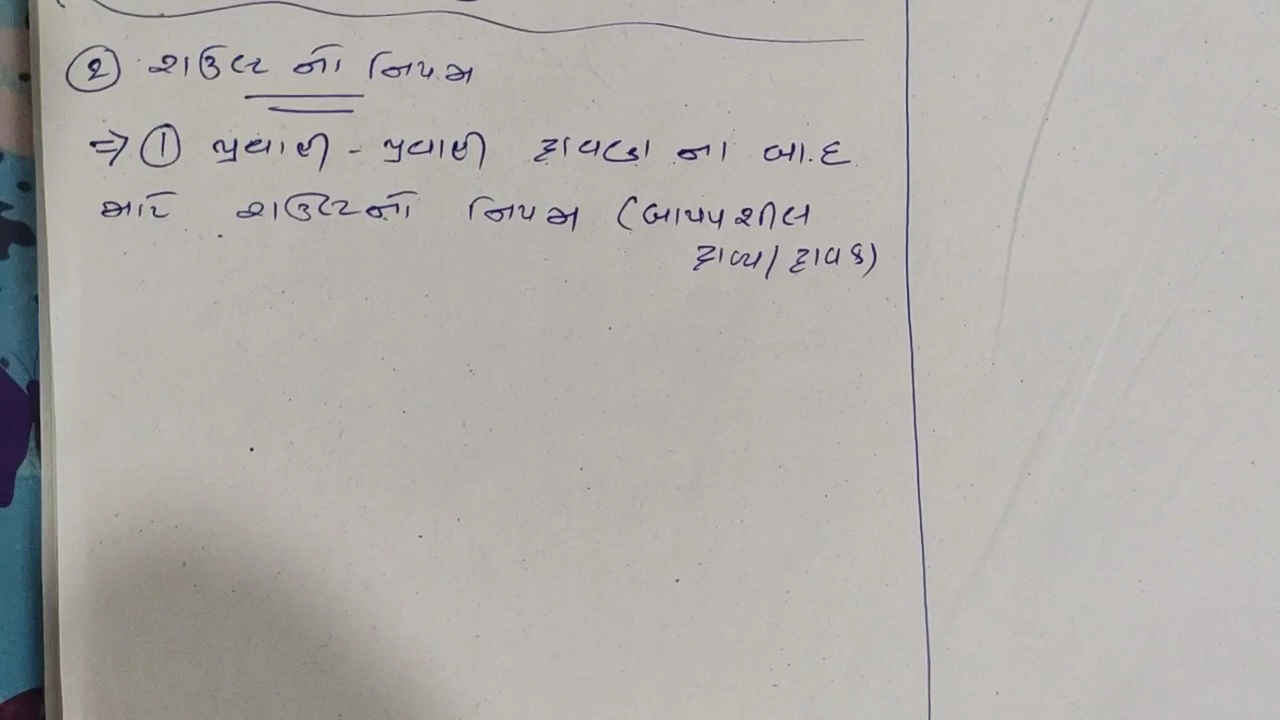 ② રાઉલ્ટ નો નિયમ
⇒ ① પ્રવાહી - પ્રવાહી દ્રાવણો ના બા.દ
માટે રાઉલ્ટનો નિયમ (બાષ્પશીલ
દ્રાવ્ય/દ્રાવક)